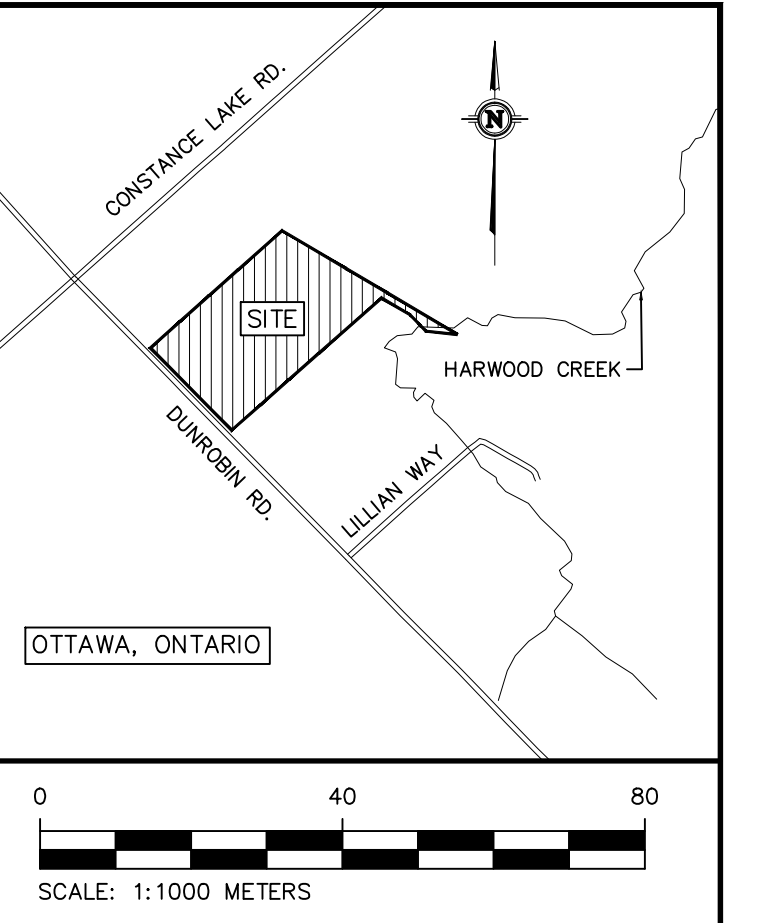 CONSTANCE LAKE RD.
N
SITE
HARWOOD CREEK
DUNROBIN RD.
LILLIAN WAY
OTTAWA, ONTARIO
0 40 80
SCALE: 1:1000 METERS